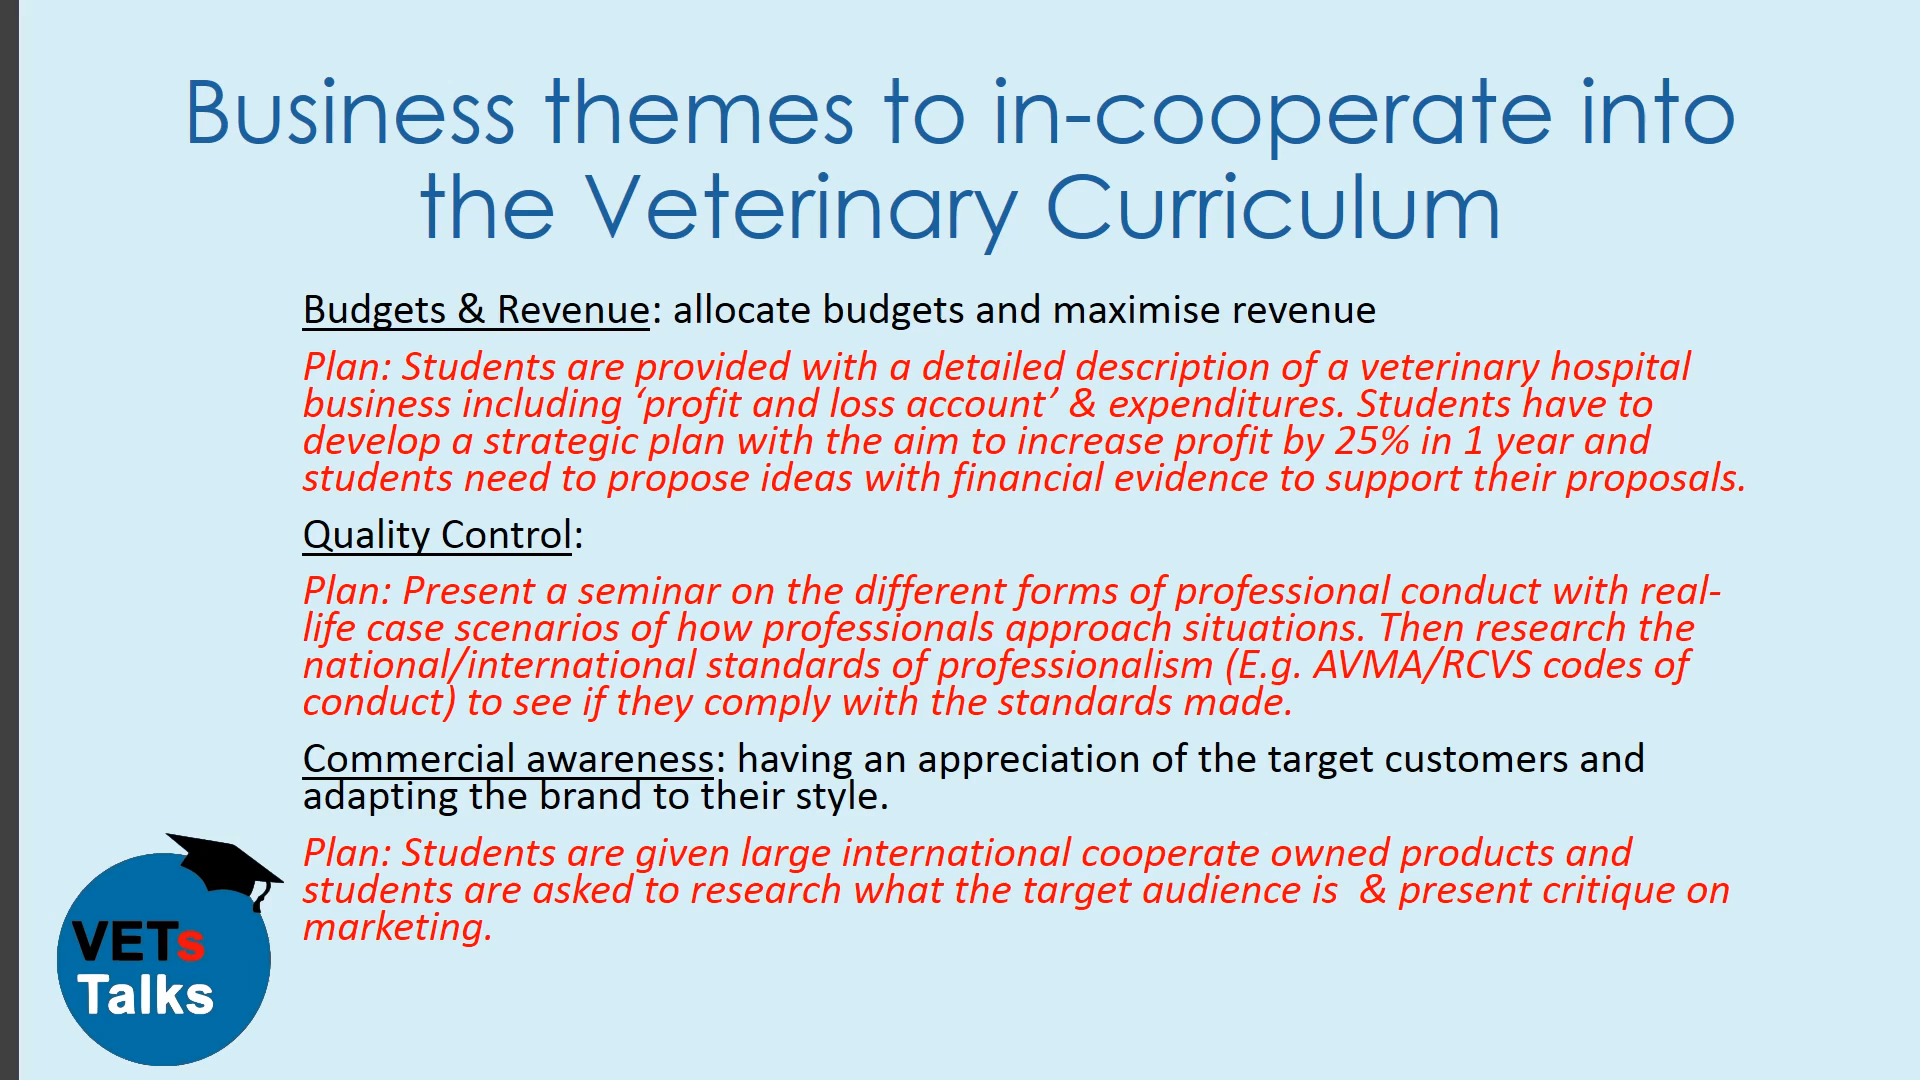 Business themes to in-cooperate into
the Veterinary Curriculum
Budgets & Revenue: allocate budgets and maximise revenue
Plan: Students are provided with a detailed description of a veterinary hospital
business including ‘profit and loss account’ & expenditures. Students have to
develop a strategic plan with the aim to increase profit by 25% in 1 year and
students need to propose ideas with financial evidence to support their proposals.
Quality Control:
Plan: Present a seminar on the different forms of professional conduct with real-
life case scenarios of how professionals approach situations. Then research the
national/international standards of professionalism (E.g. AVMA/RCVS codes of
conduct) to see if they comply with the standards made.
Commercial awareness: having an appreciation of the target customers and
adapting the brand to their style.
Plan: Students are given large international cooperate owned products and
students are asked to research what the target audience is  & present critique on
marketing.
VETs
Talks